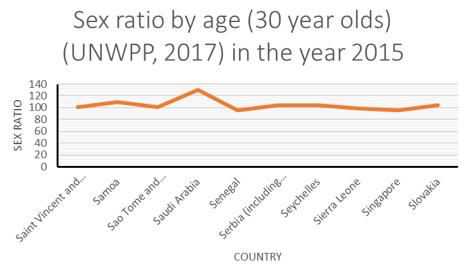 Sex ratio by age (30 year olds)
(UNWPP, 2017) in the year 2015
140
120
100
80
60
40
20
0
SEX RATIO
Saint Vincent and...
Samoa
Sao Tome and...
Saudi Arabia
Senegal
Serbia (including...
Seychelles
Sierra Leone
Singapore
Slovakia
COUNTRY